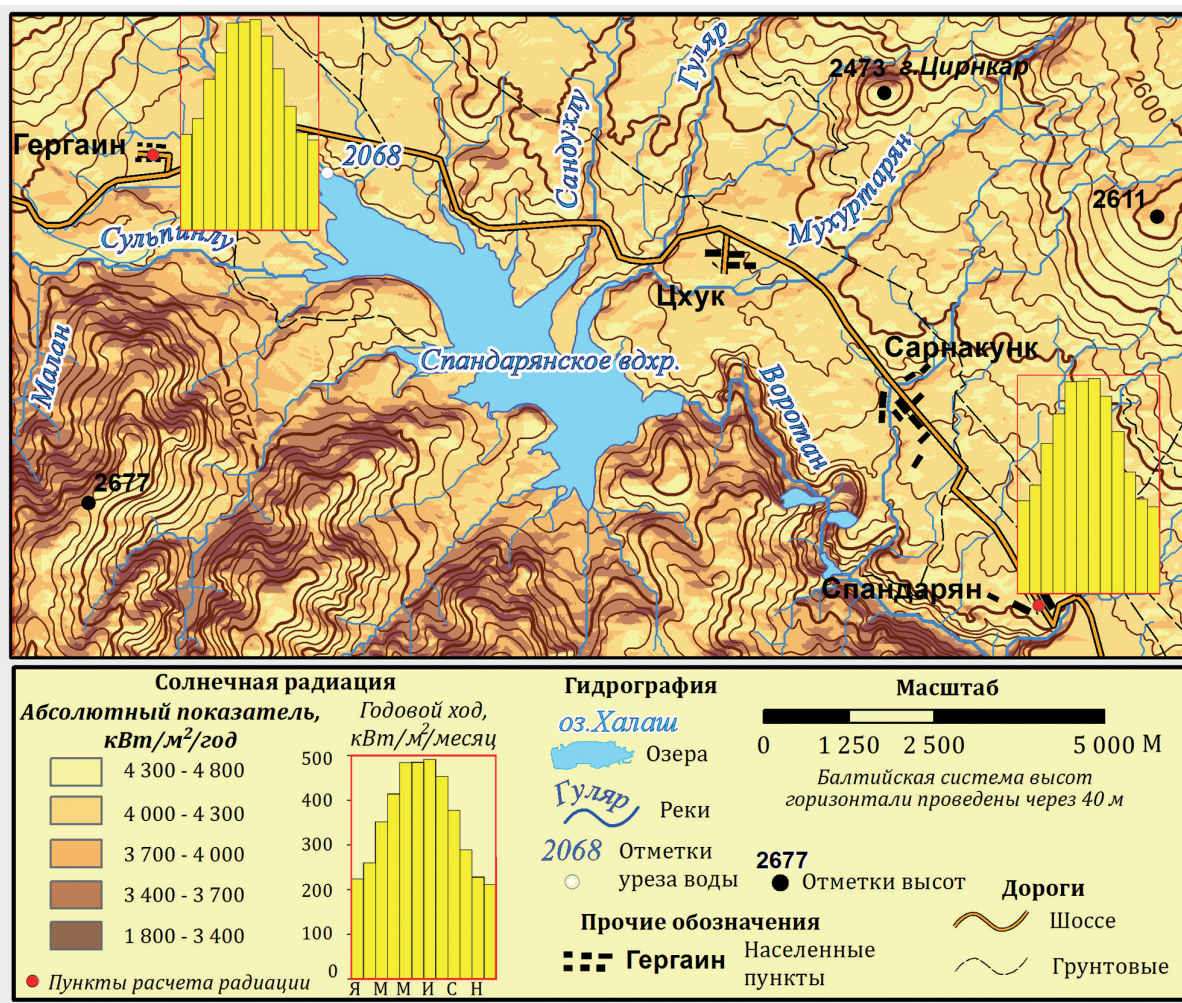 2473 г.Цирнкар
Гуляр
2600
Гергаин
2068
Сандухлу
Мухуртарян
2611
Сульпинлу
Цхук
Малан
Спандарянское вдхр.
Сарнакунк
Воротан
2200
2677
Спандарян
Солнечная радиация
Абсолютный показатель,
кВт/м²/год
4 300 - 4 800
4 000 - 4 300
3 700 - 4 000
3 400 - 3 700
1 800 - 3 400
Пункты расчета радиации
Годовой ход,
кВт/м²/месяц
500
400
300
200
100
0
Я М М И С Н
Гидрография
оз.Халаш
Озера
Гуляр
Реки
2068 Отметки
уреза воды
Масштаб
0 1 250 2 500 5 000 М
Балтийская система высот
горизонтали проведены через 40 м
2677
Отметки высот
Прочие обозначения
Гергаин Населенные
пункты
Дороги
Шоссе
Грунтовые